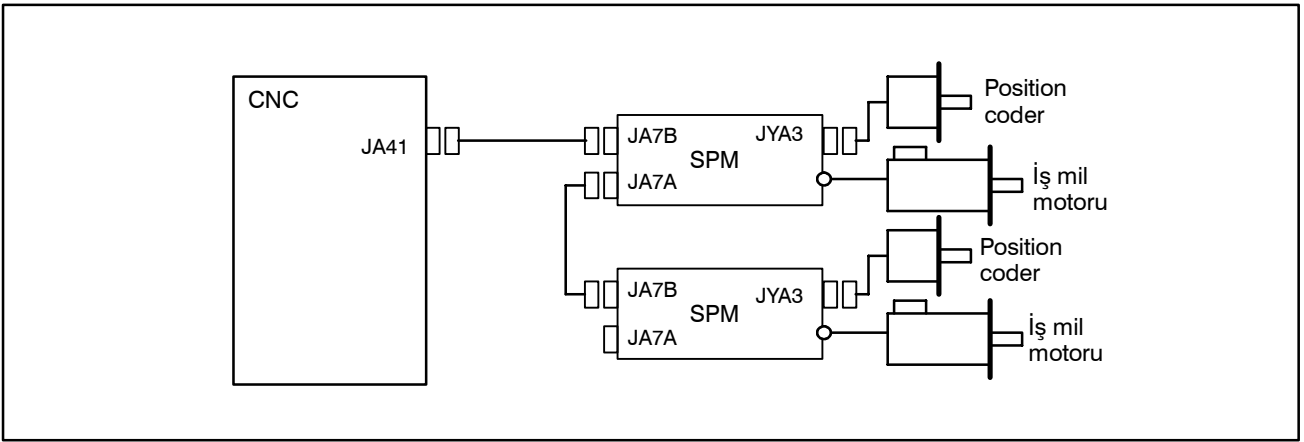 CNC
JA41
JA7B
JYA3
SPM
JA7A
Position
coder
İş mil
motoru
JA7B
JYA3
SPM
JA7A
Position
coder
İş mil
motoru